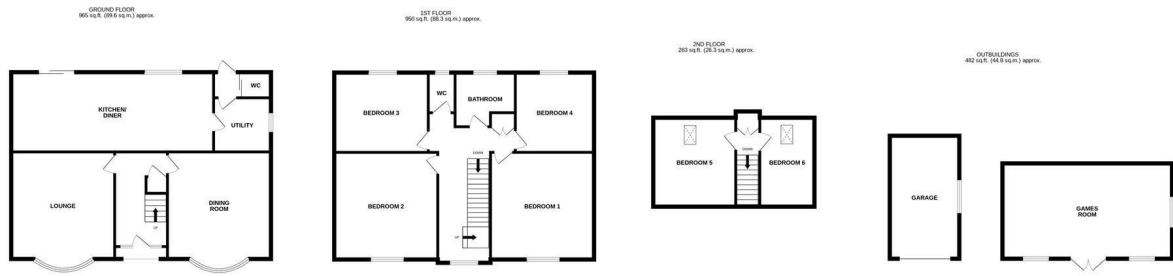 GROUND FLOOR
965 sq.ft. (89.6 sq.m.) approx.
KITCHEN/
DINER
WC
UTILITY
LOUNGE
DINING
ROOM
UP
1ST FLOOR
950 sq.ft. (88.3 sq.m.) approx.
BEDROOM 3
WC
BATHROOM
BEDROOM 4
DOWN
BEDROOM 2
BEDROOM 1
UP
2ND FLOOR
283 sq.ft. (26.3 sq.m.) approx.
DOWN
BEDROOM 5
BEDROOM 6
OUTBUILDINGS
482 sq.ft. (44.8 sq.m.) approx.
GARAGE
GAMES
ROOM